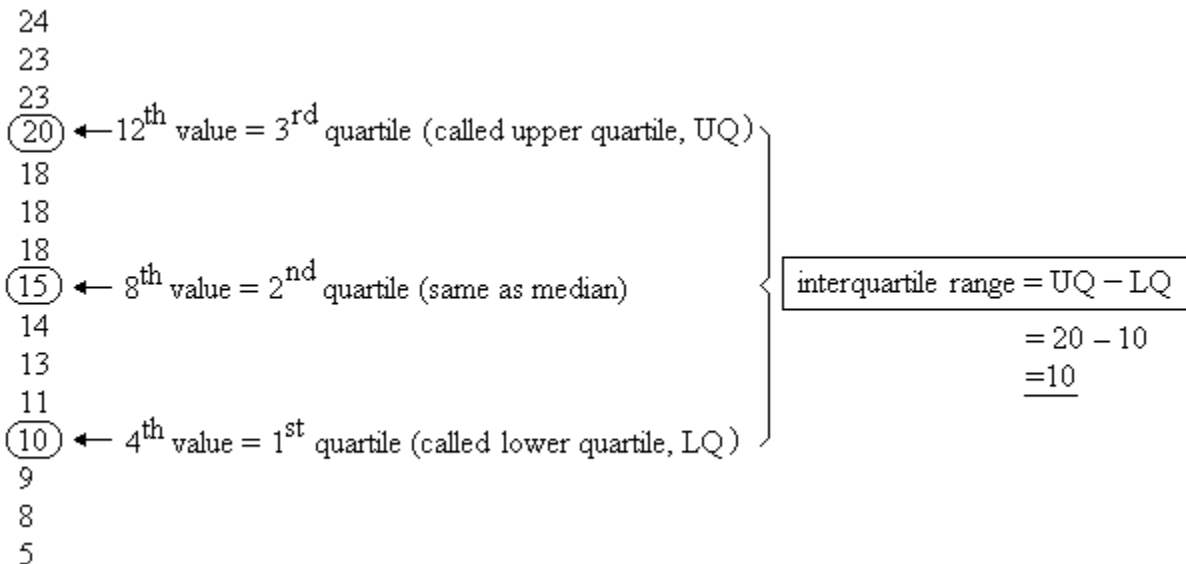 24
23
23
20 ← 12th value = 3rd quartile (called upper quartile, UQ)
18
18
18
15 ← 8th value = 2nd quartile (same as median)
interquartile range = UQ − LQ
14
= 20 – 10
13
=10
11
10 ← 4th value = 1st quartile (called lower quartile, LQ)
9
8
5